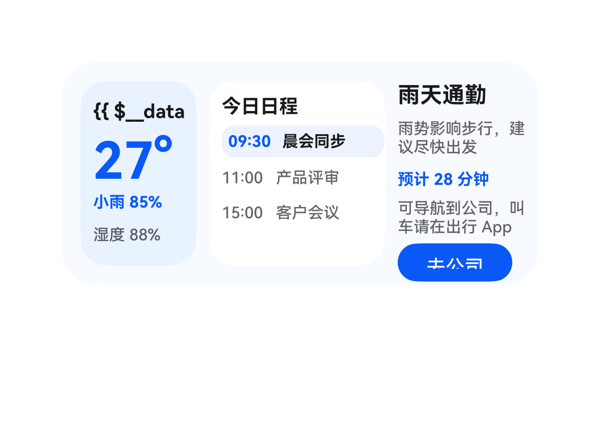 {{ $__data
27°
小雨 85%
湿度 88%
今日日程
09:30 晨会同步
11:00 产品评审
15:00 客户会议
雨天通勤
雨势影响步行，建
议尽快出发
预计 28 分钟
可导航到公司，叫
车请在出行 App
去公司